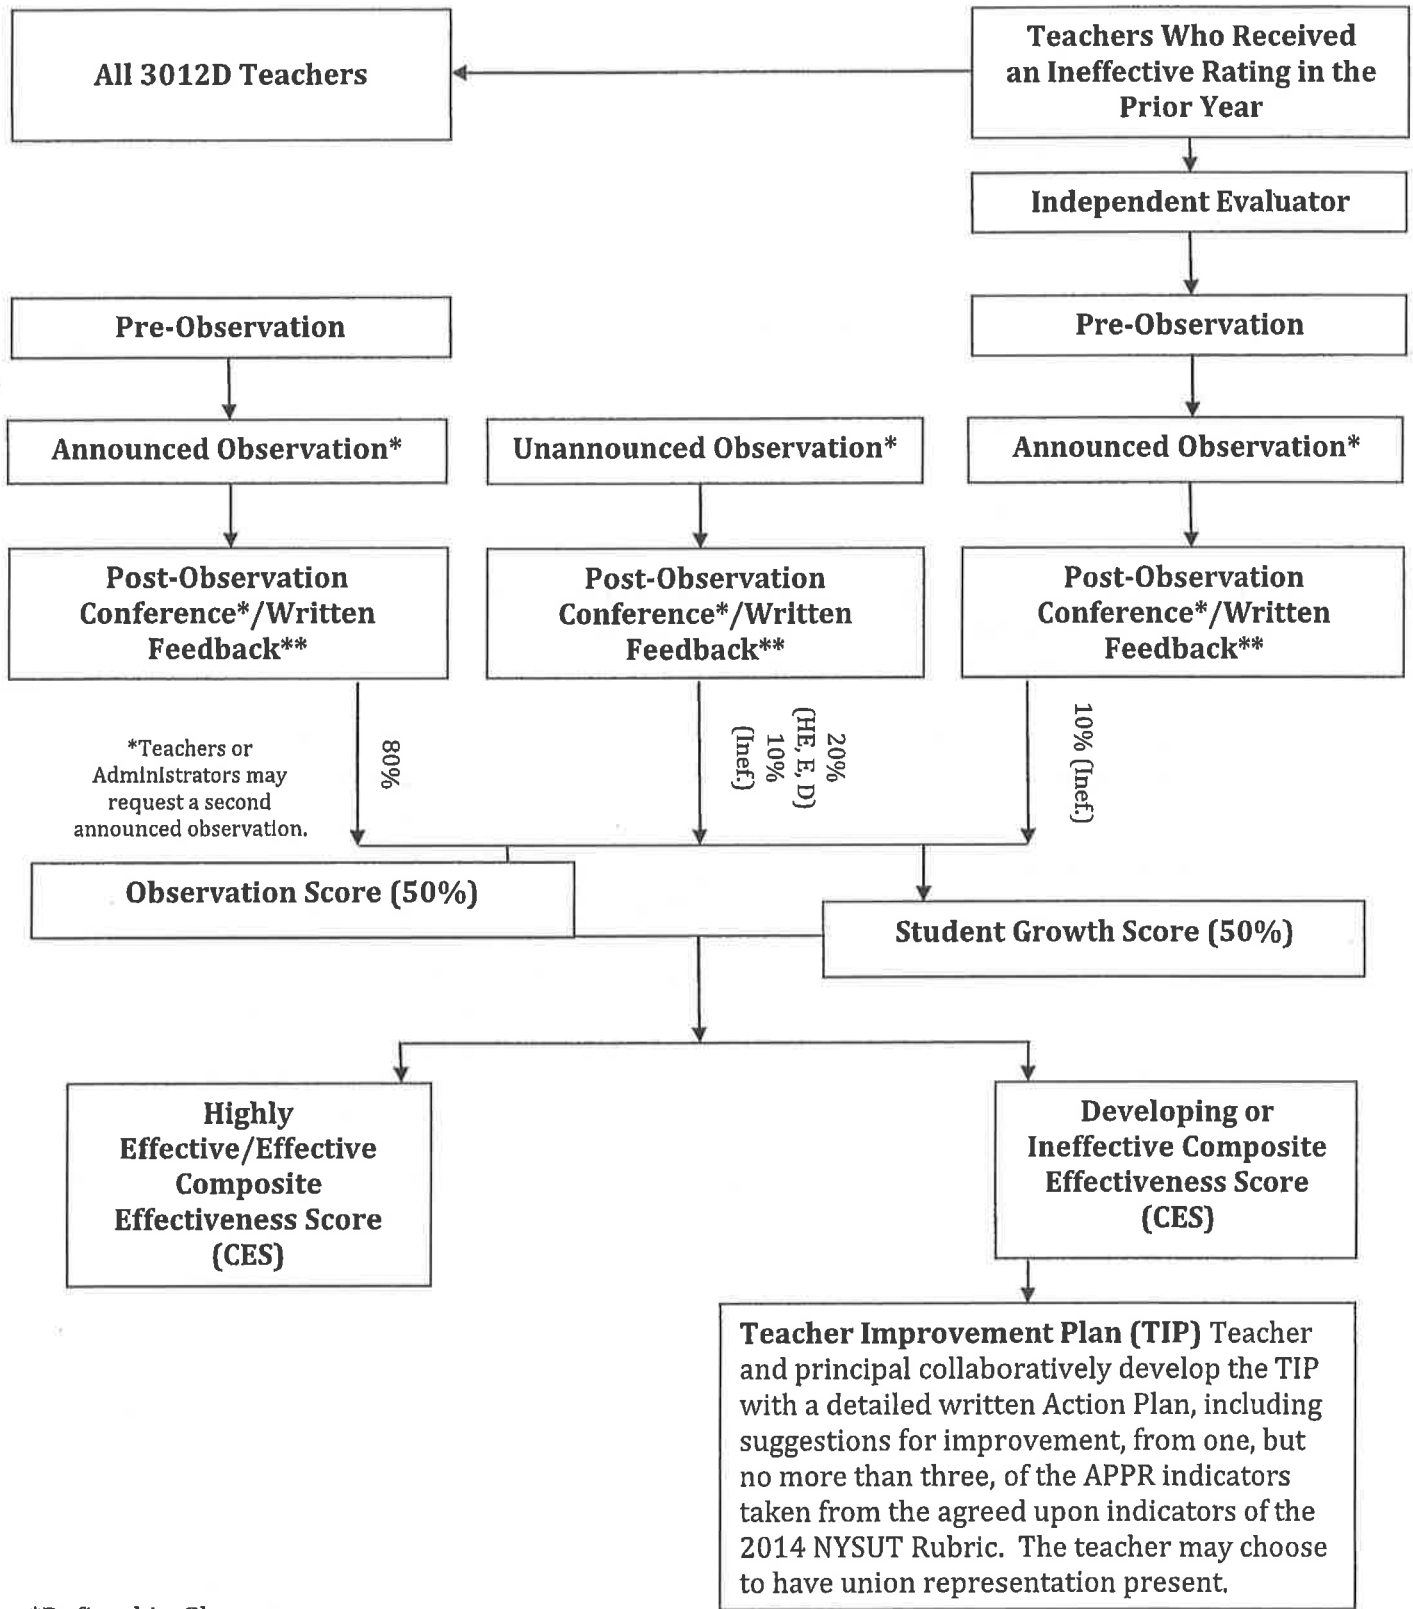 All 3012D Teachers
Teachers Who Received
an Ineffective Rating in the
Prior Year
Independent Evaluator
Pre-Observation
Pre-Observation
Announced Observation*
Unannounced Observation*
Announced Observation*
Post-Observation
Conference*/Written
Feedback**
Post-Observation
Conference*/Written
Feedback**
Post-Observation
Conference*/Written
Feedback**
*Teachers or
Administrators may
request a second
announced observation.
80%
20%
(HE, E, D)
10%
(Inef.)
10% (Inef.)
Observation Score (50%)
Student Growth Score (50%)
Highly
Effective/Effective
Composite
Effectiveness Score
(CES)
Developing or
Ineffective Composite
Effectiveness Score
(CES)
Teacher Improvement Plan (TIP) Teacher
and principal collaboratively develop the TIP
with a detailed written Action Plan, including
suggestions for improvement, from one, but
no more than three, of the APPR indicators
taken from the agreed upon indicators of the
2014 NYSUT Rubric. The teacher may choose
to have union representation present.